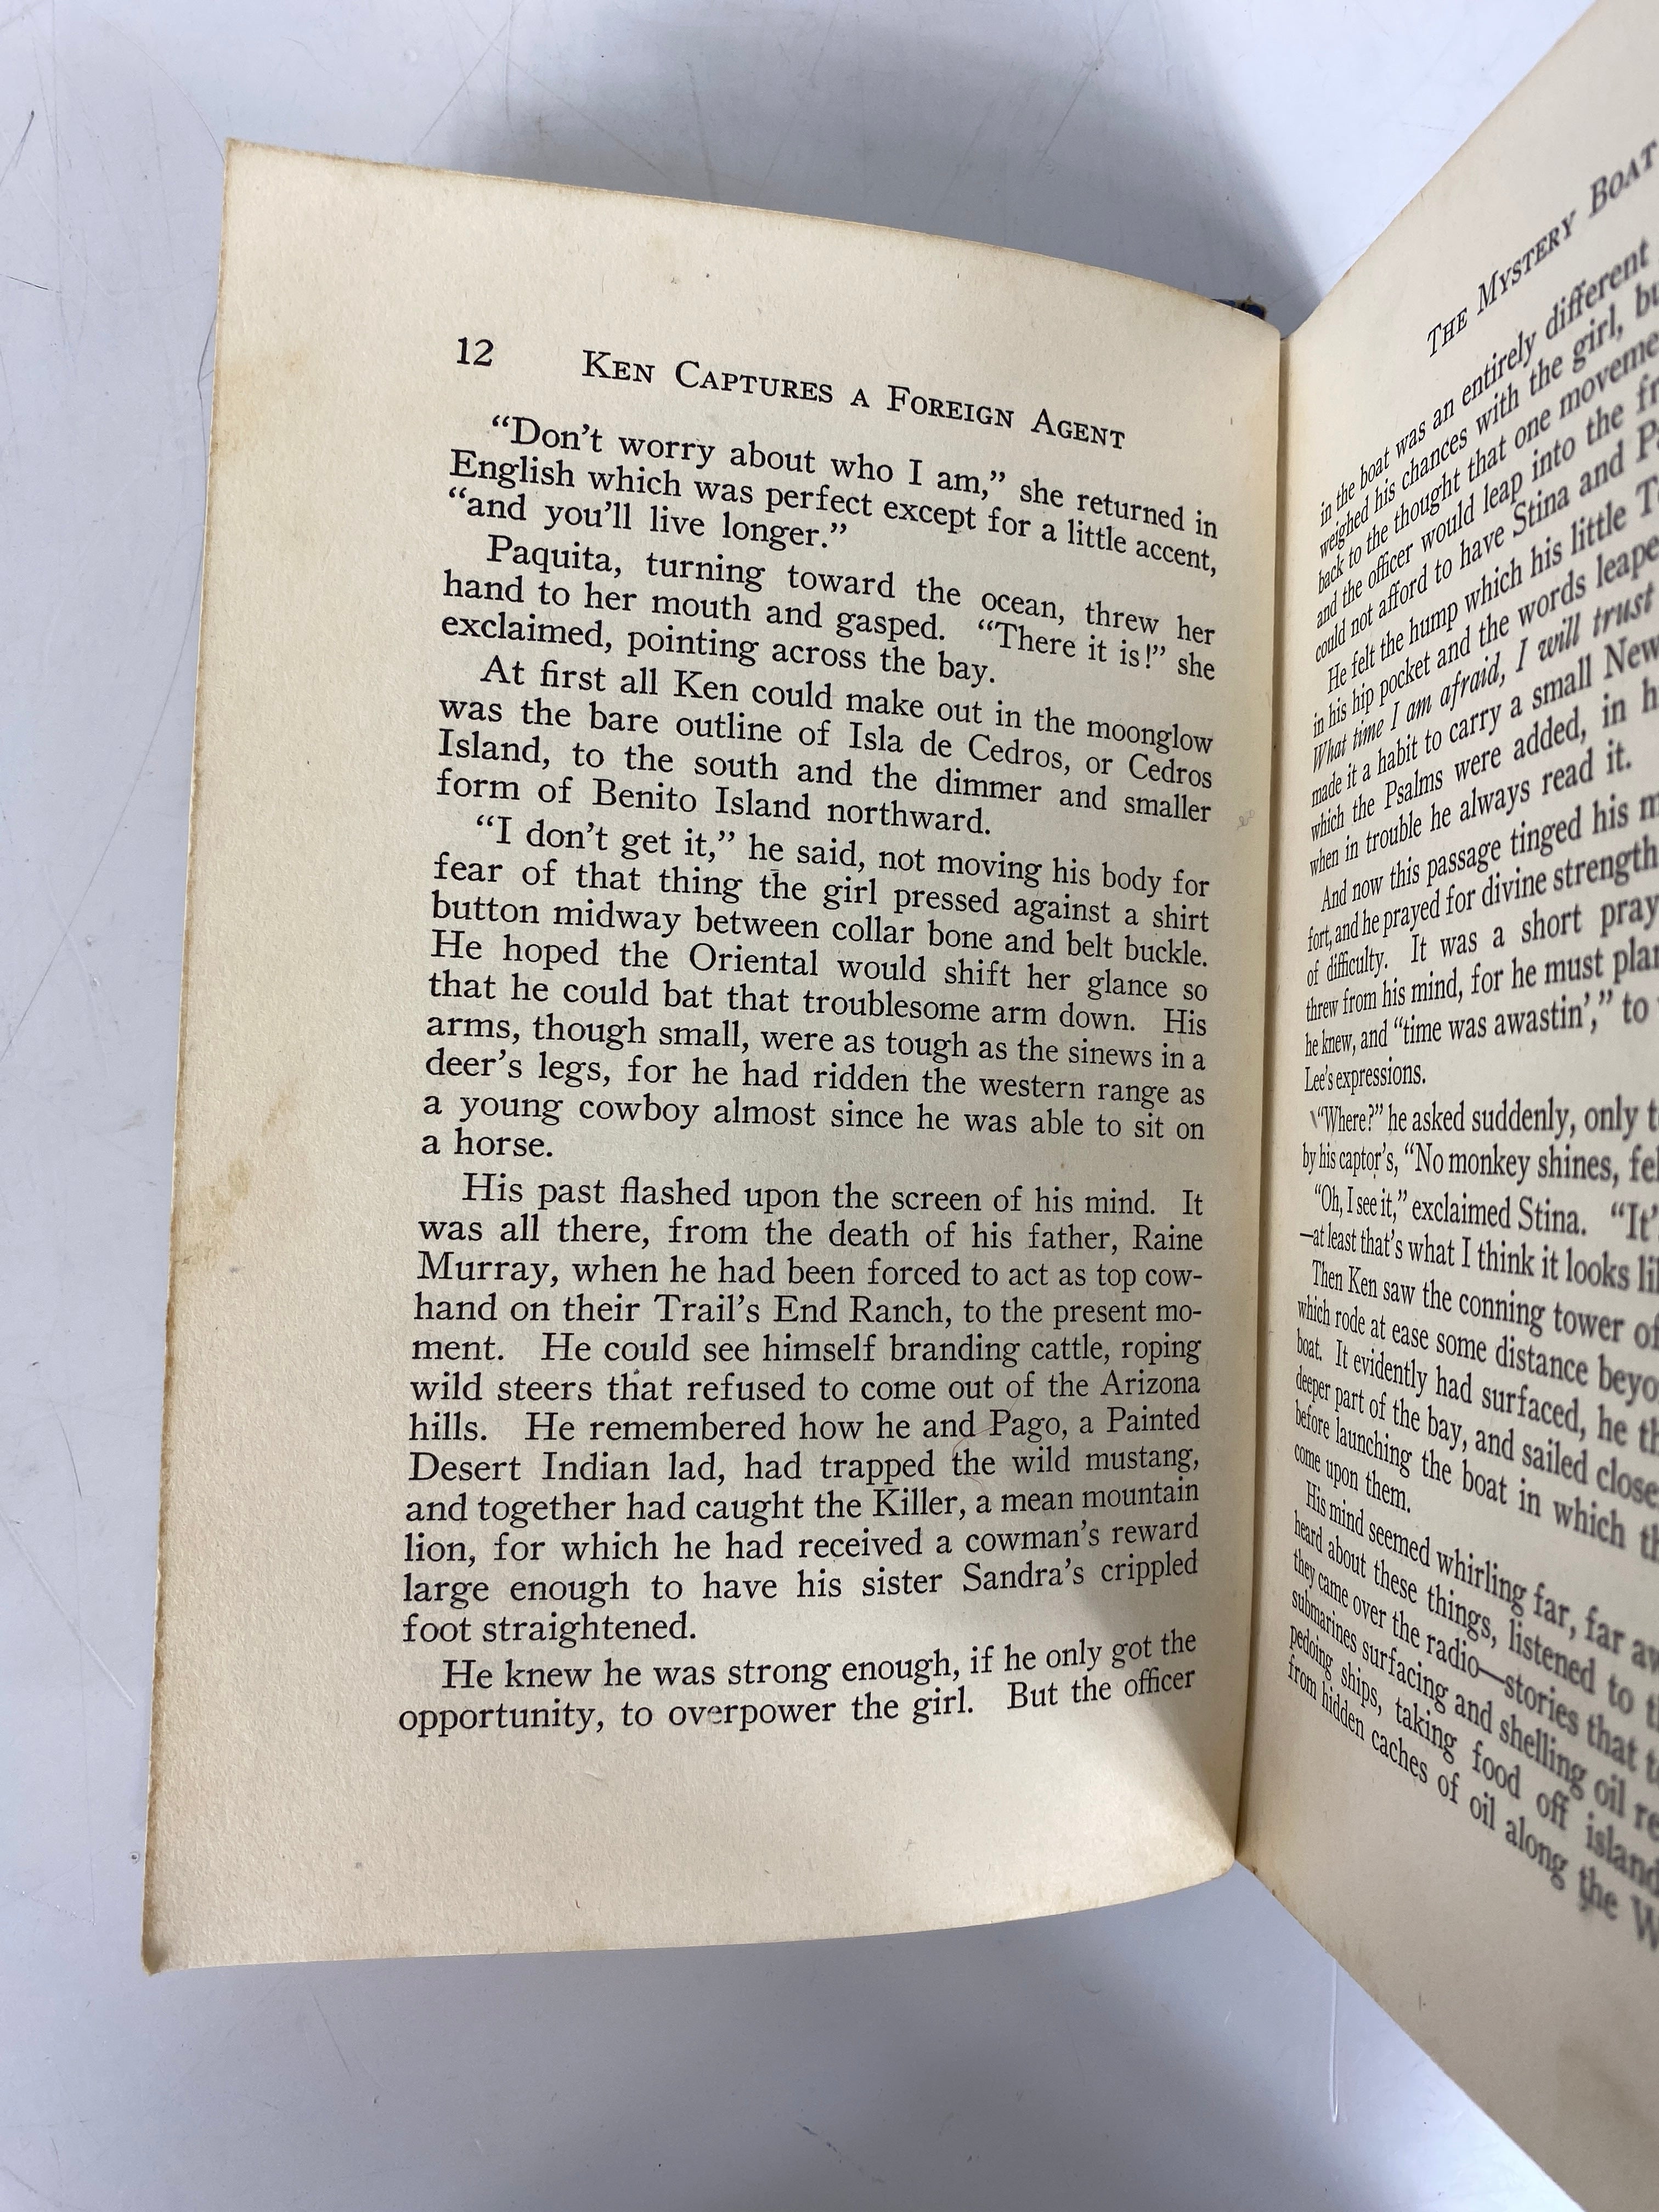 12 KEN CAPTURES A FOREIGN AGENT
“Don’t worry about who I am,” she returned in
English which was perfect except for a little accent,
“and you’ll live longer.”
Paquita, turning toward the ocean, threw her
hand to her mouth and gasped. “There it is!” she
exclaimed, pointing across the bay.
At first all Ken could make out in the moonglow
was the bare outline of Isla de Cedros, or Cedros
Island, to the south and the dimmer and smaller
form of Benito Island northward.
“I don’t get it,” he said, not moving his body for
fear of that thing the girl pressed against a shirt
button midway between collar bone and belt buckle.
He hoped the Oriental would shift her glance so
that he could bat that troublesome arm down. His
arms, though small, were as tough as the sinews in a
deer’s legs, for he had ridden the western range as
a young cowboy almost since he was able to sit on
a horse.
His past flashed upon the screen of his mind. It
was all there, from the death of his father, Raine
Murray, when he had been forced to act as top cow-
hand on their Trail’s End Ranch, to the present mo-
ment. He could see himself branding cattle, roping
wild steers that refused to come out of the Arizona
hills. He remembered how he and Pago, a Painted
Desert Indian lad, had trapped the wild mustang,
and together had caught the Killer, a mean mountain
lion, for which he had received a cowman’s reward
large enough to have his sister Sandra’s crippled
foot straightened.
He knew he was strong enough, if he only got the
opportunity, to overpower the girl. But the officer
THE MYSTERY BOAT
in the boat was an entirely different
weighed his chances with the girl,
back to the thought that one
and the officer would leap into the
could not afford to have Stina and
He felt the hump which his little
in his hip pocket and the words
What time I am afraid, I will trust
made it a habit to carry a small New
which the Psalms were added, in
when in trouble he always read it.
And now this passage tinged his
fort, and he prayed for divine strength
of difficulty. It was a short
threw from his mind, for he must
he knew, and “time was awastin’,” to
Lee’s expressions.
“Where?” he asked suddenly, only
by his captor’s, “No monkey shines,
“Oh, I see it,” exclaimed Stina.
—at least that’s what I think it looks
Then Ken saw the conning tower of
which rode at ease some distance
boat. It evidently had surfaced, he
deeper part of the bay, and sailed
before launching the boat in which
come upon them.
His mind seemed whirling far, far
heard about these things, listened to
they came over the radio—stories that
submarines surfacing and shelling oil
pedoing ships, taking food off
from hidden caches of oil along the